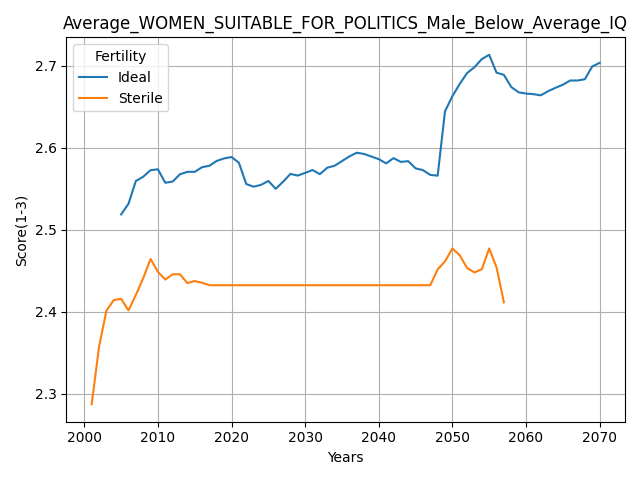 Average_WOMEN_SUITABLE_FOR_POLITICS_Male_Below_Average_IQ
Fertility
Ideal
Sterile
Score(1-3)
2.7
2.6
2.5
2.4
2.3
2000 2010 2020 2030 2040 2050 2060 2070
Years